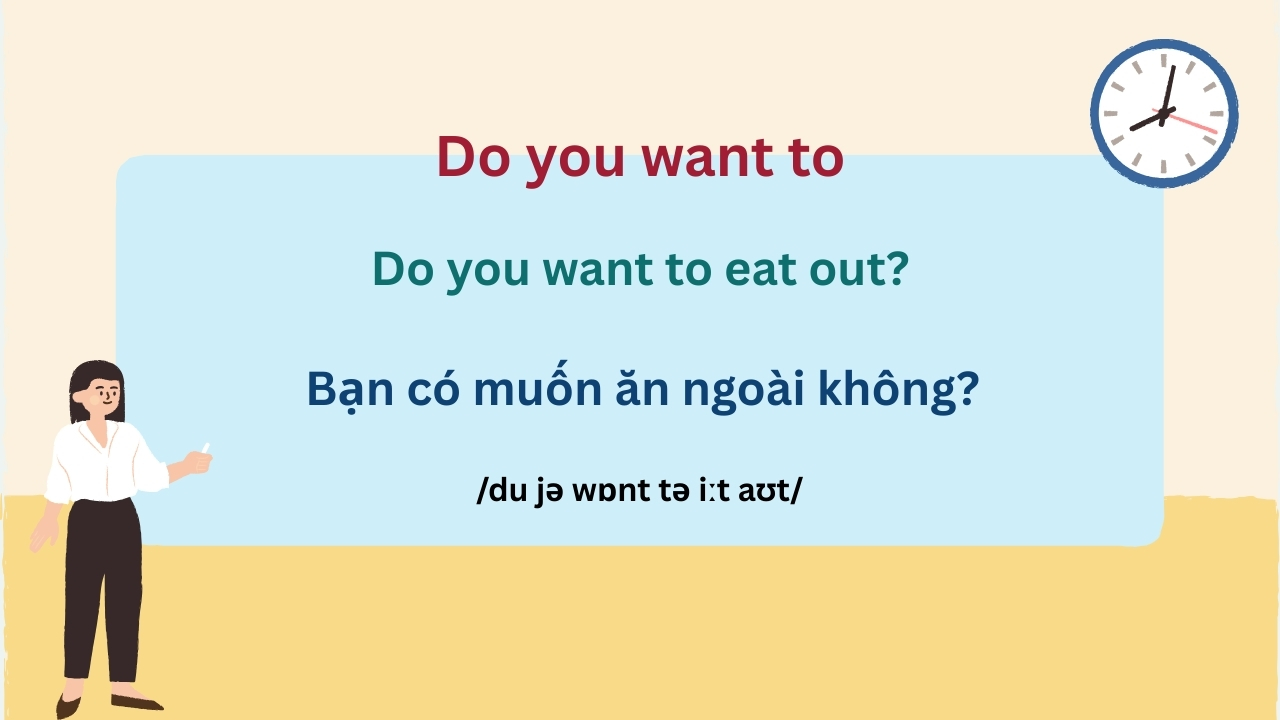 Do you want to
Do you want to eat out?
Bạn có muốn ăn ngoài không?
/du jə wɒnt tə iːt aʊt/